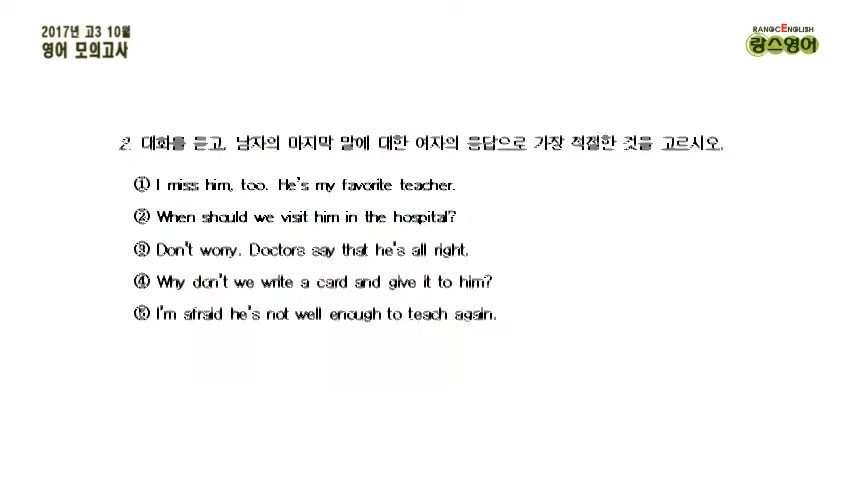 2017년 고3 10월
영어 모의고사
RANGCENGLISH
랑스영어
2. 대화를 듣고, 남자의 마지막 말에 대한 여자의 응답으로 가장 적절한 것을 고르시오.
① I miss him, too. He's my favorite teacher.
② When should we visit him in the hospital?
③ Don't worry. Doctors say that he's all right.
④ Why don't we write a card and give it to him?
⑤ I'm afraid he's not well enough to teach again.